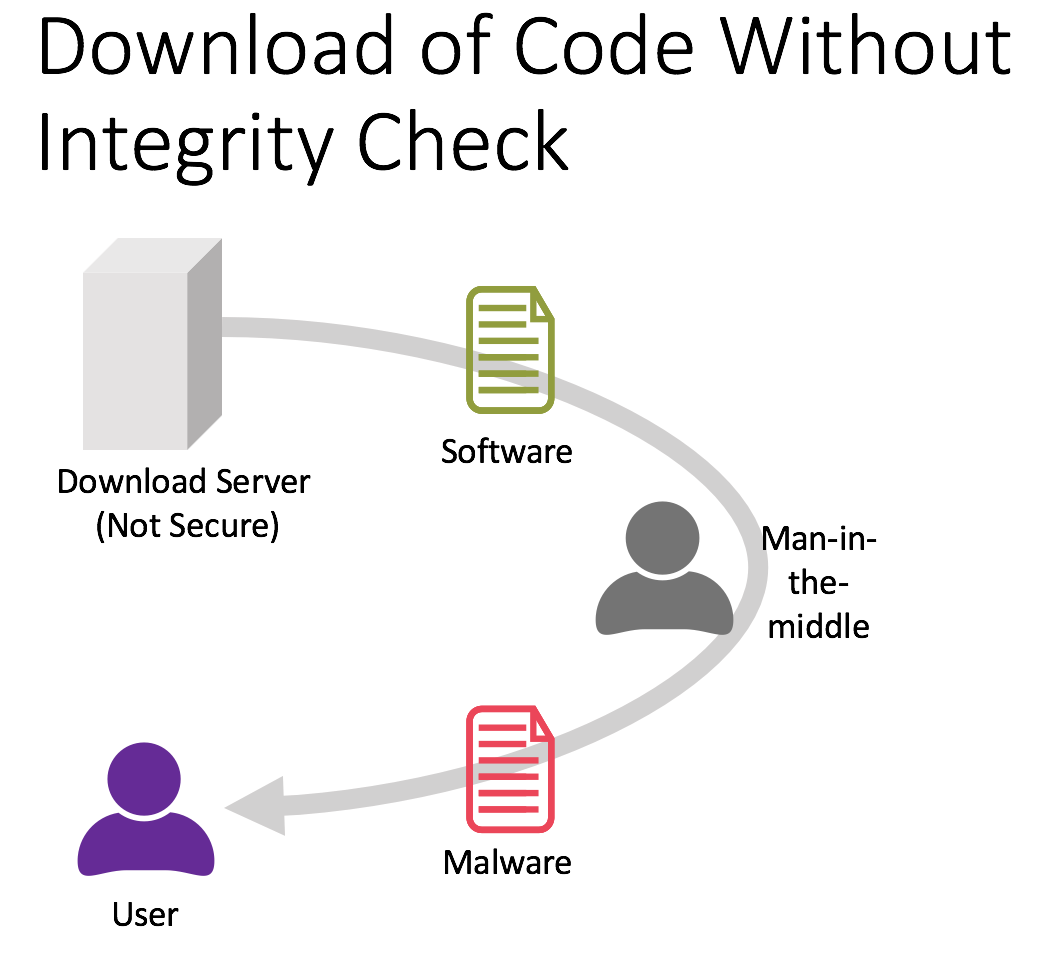 Download of Code Without
Integrity Check
Software
Download Server
(Not Secure)
Man-in-
the-
middle
Malware
User